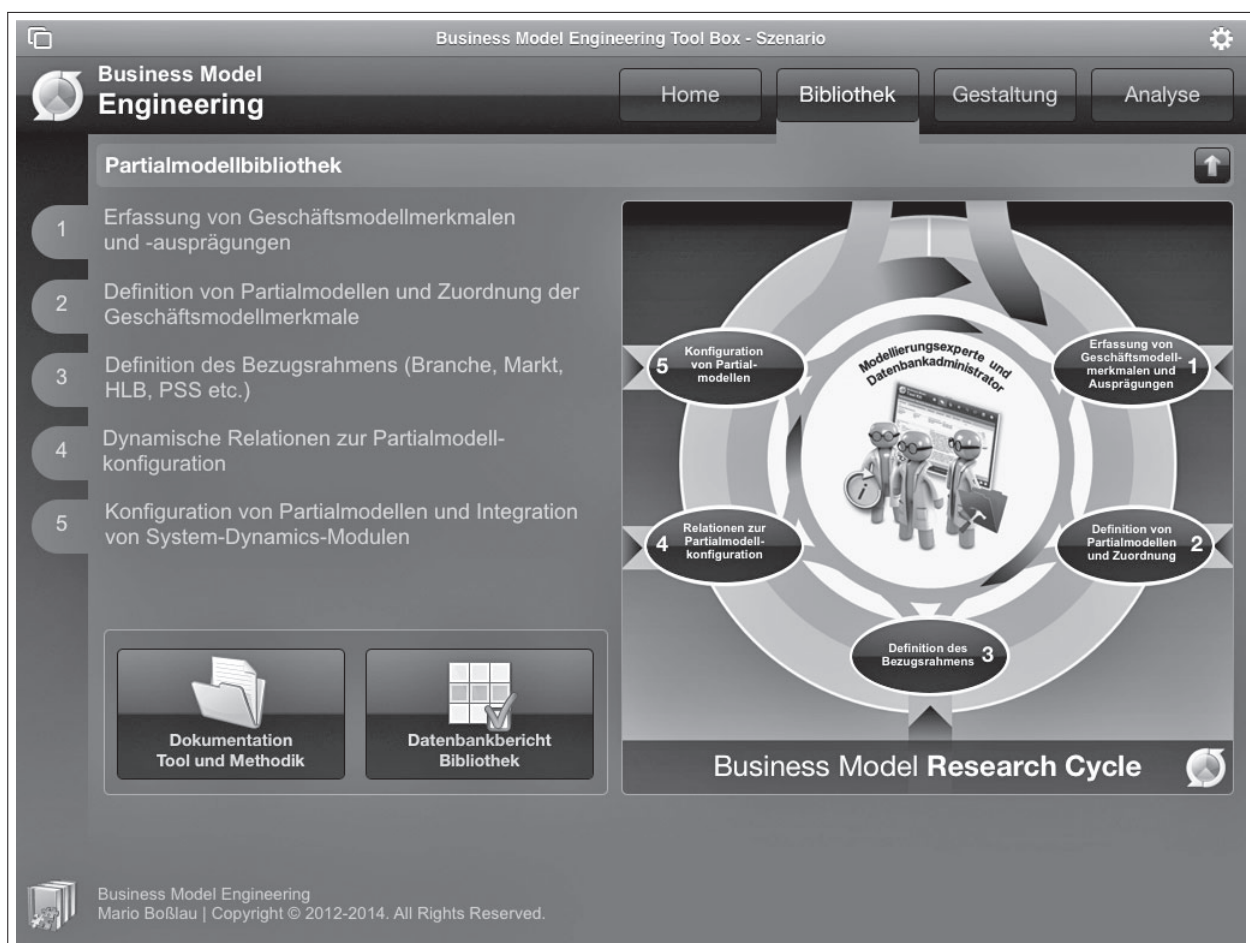 Business Model Engineering Tool Box - Szenario
Business Model
Engineering
Home
Bibliothek
Gestaltung
Analyse
Partialmodellbibliothek
1
Erfassung von Geschäftsmodellmerkmalen
und -ausprägungen
2
Definition von Partialmodellen und Zuordnung der
Geschäftsmodellmerkmale
3
Definition des Bezugsrahmens (Branche, Markt,
HLB, PSS etc.)
4
Dynamische Relationen zur Partialmodell-
konfiguration
5
Konfiguration von Partialmodellen und Integration
von System-Dynamics-Modulen
Dokumentation
Tool und Methodik
Datenbankbericht
Bibliothek
Modellierungsexperte und
Datenbankadministrator
Erfassung von
Geschäftsmodell-
merkmalen und
Ausprägungen
1
Definition von
Partialmodellen
und Zuordnung
2
Definition des
Bezugsrahmens
3
4
Relationen zur
Partialmodell-
konfiguration
5
Konfiguration
von Partial-
modellen
Business Model Research Cycle
Business Model Engineering
Mario Boßlau | Copyright © 2012-2014. All Rights Reserved.